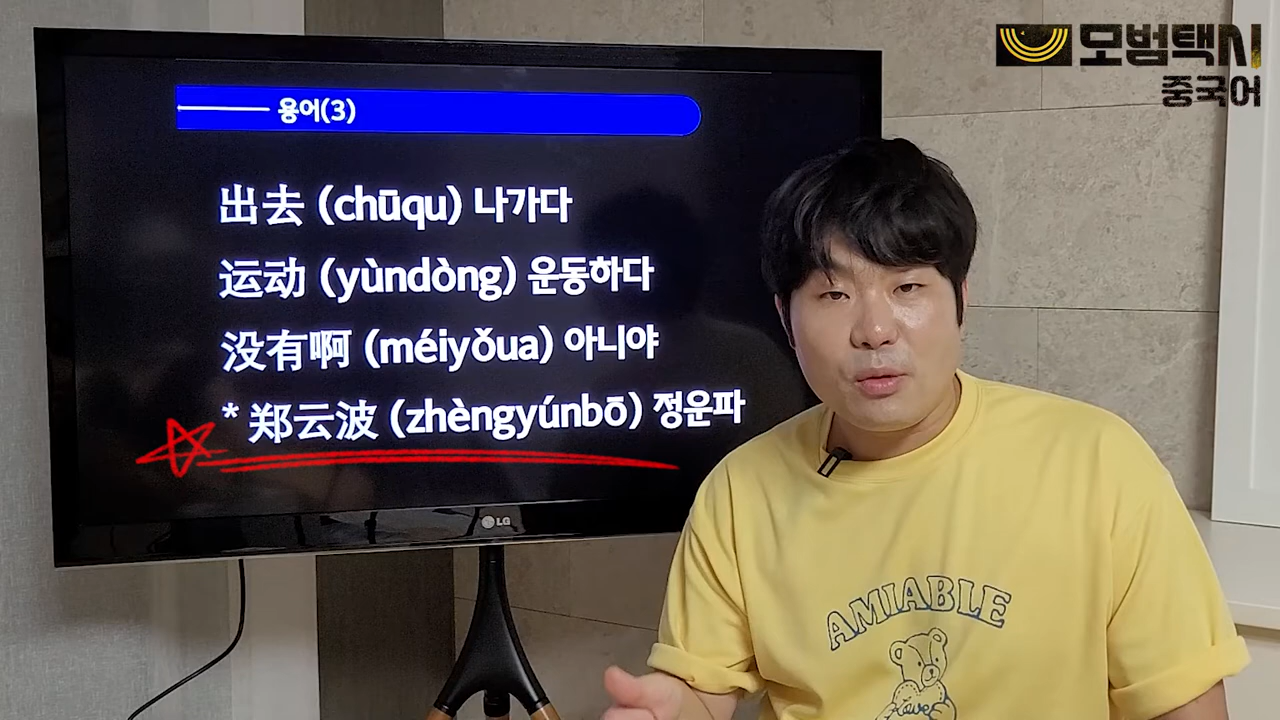 모범택시
중국어
용어(3)
出去 (chūqu) 나가다
运动 (yùndòng) 운동하다
没有啊 (méiyǒua) 아니야
* 郑云波 (zhèngyúnbō) 정운파
LG
AMIABLE